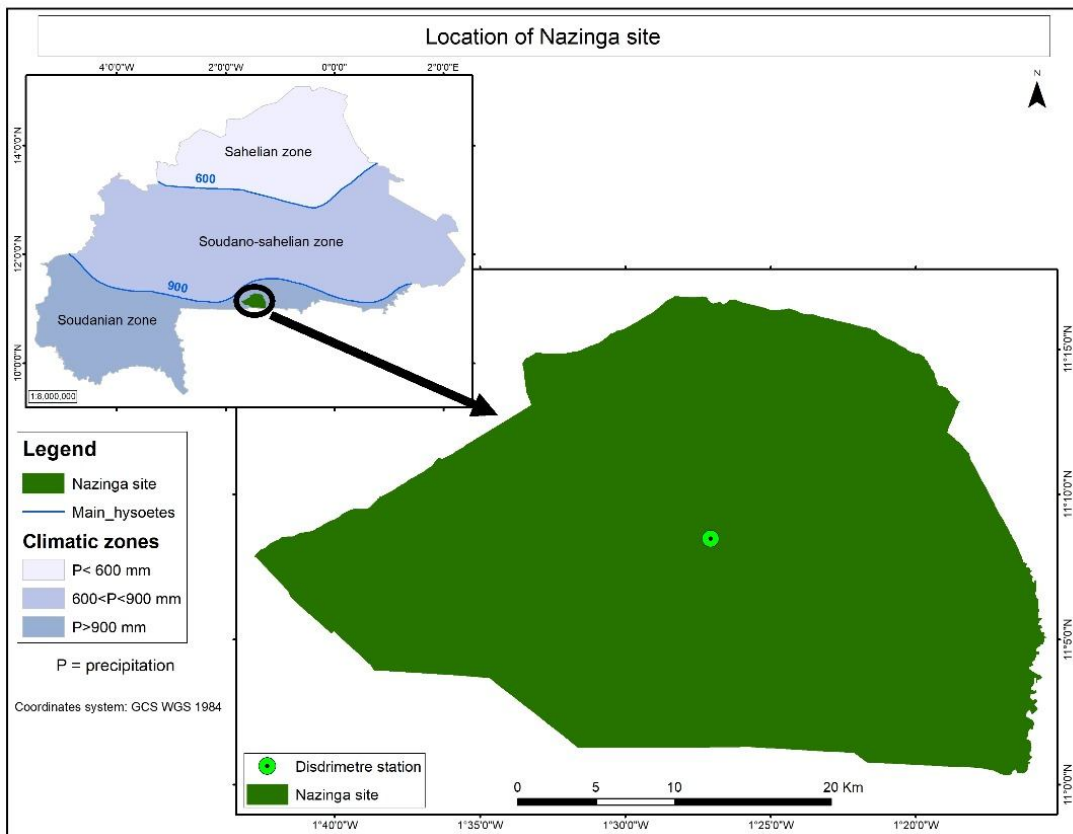 Location of Nazinga site
4°0'0"W
2°0'0"W
0°0'0"
2°0'0"E
14°0'0"N
12°0'0"N
10°0'0"N
Sahelian zone
600
Soudano-sahelian zone
900
Soudanian zone
1:8,000,000
N
Legend
Nazinga site
Main_hysoetes
Climatic zones
P< 600 mm
600<P<900 mm
P>900 mm
P = precipitation
Coordinates system: GCS WGS 1984
11°15'0"N
11°10'0"N
11°5'0"N
11°0'0"N
Disdrimetre station
Nazinga site
0 5 10 20 Km
1°40'0"W
1°35'0"W
1°30'0"W
1°25'0"W
1°20'0"W